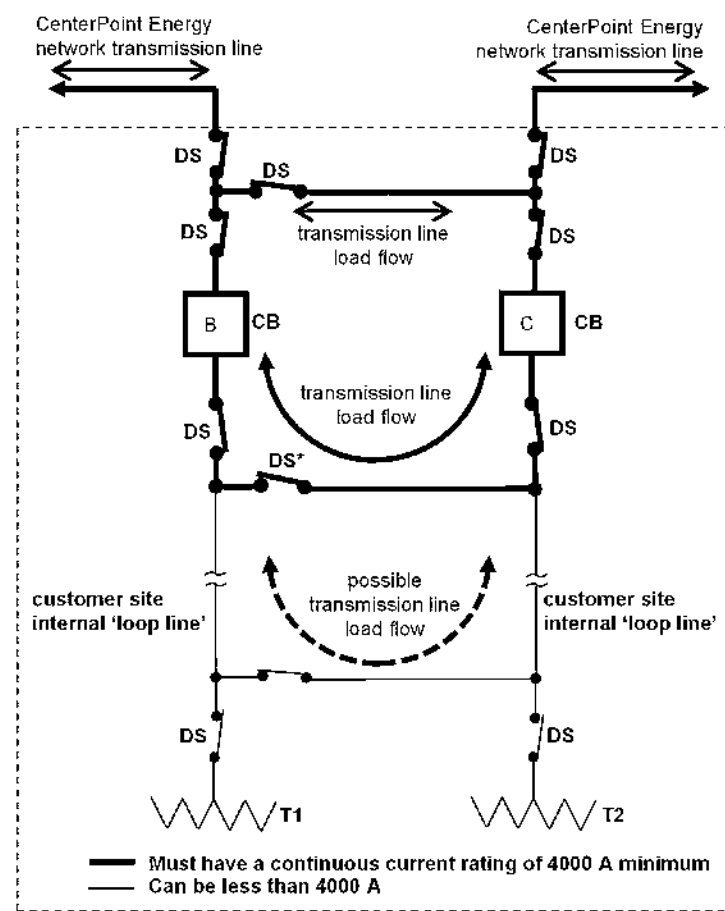 CenterPoint Energy
network transmission line
CenterPoint Energy
network transmission line
DS
DS
DS
transmission line
load flow
DS
DS
B
CB
C
CB
transmission line
load flow
DS
DS
DS*
possible
transmission line
load flow
customer site
internal ‘loop line’
customer site
internal ‘loop line’
DS
DS
T1
T2
Must have a continuous current rating of 4000 A minimum
Can be less than 4000 A